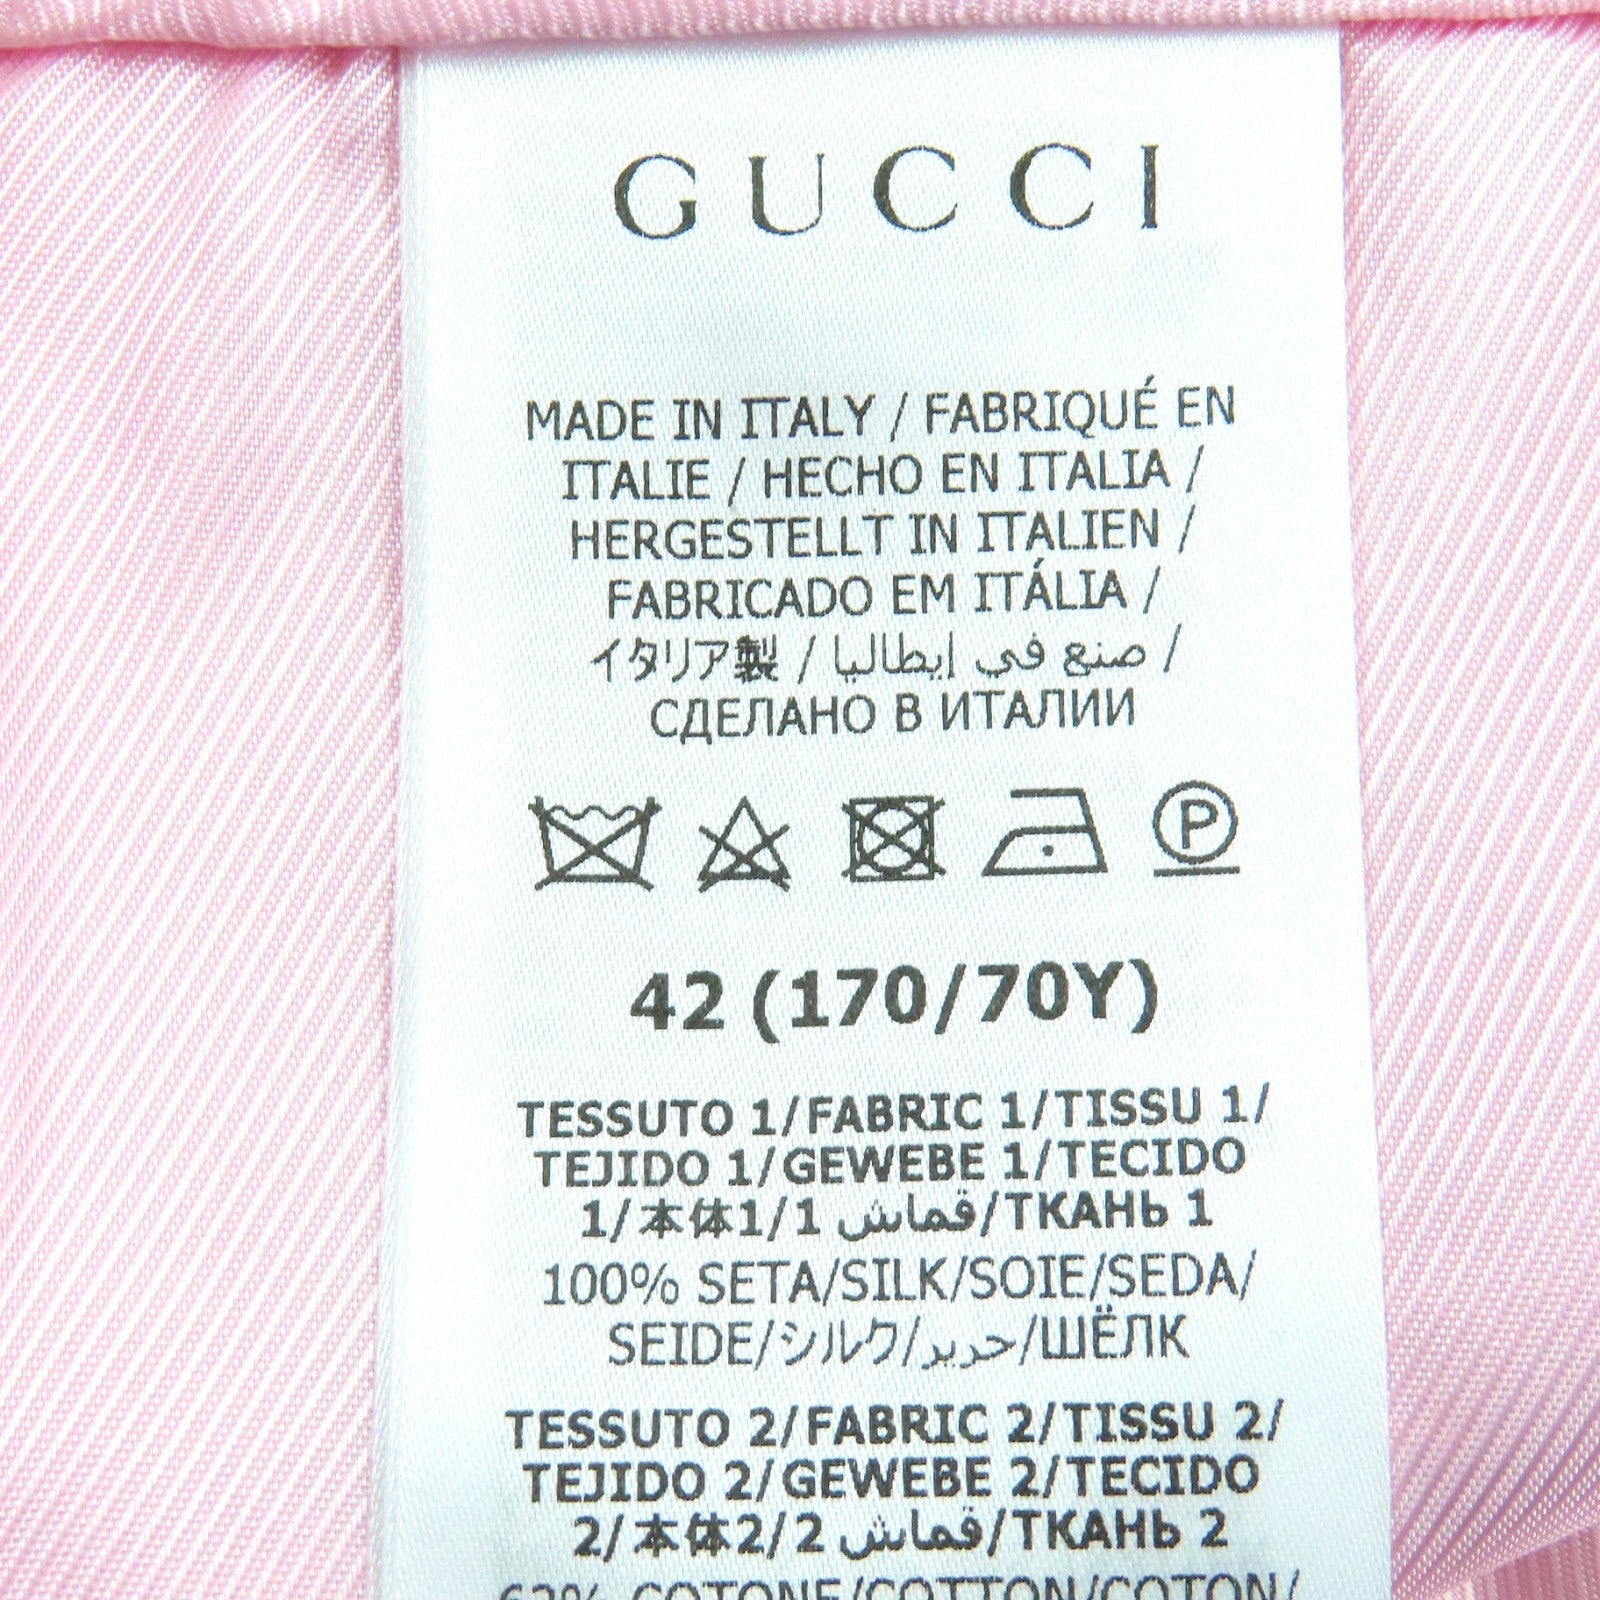 GUCCI
MADE IN ITALY / FABRIQUÉ EN
ITALIE / HECHO EN ITALIA /
HERGESTELLT IN ITALIEN /
FABRICADO EM ITÁLIA /
イタリア製 / صنع في إيطاليا /
СДЕЛАНО В ИТАЛИИ
P
42 (170/70Y)
TESSUTO 1/FABRIC 1/TISSU 1/
TEJIDO 1/GEWEBE 1/TECIDO
1/本体1/1 قماش/ТКАНЬ 1
100% SETA/SILK/SOIE/SEDA/
SEIDE/シルク/حرير/ШЁЛК
TESSUTO 2/FABRIC 2/TISSU 2/
TEJIDO 2/GEWEBE 2/TECIDO
2/本体2/2 قماش/ТКАНЬ 2
COTONE/COTTON/COTON/